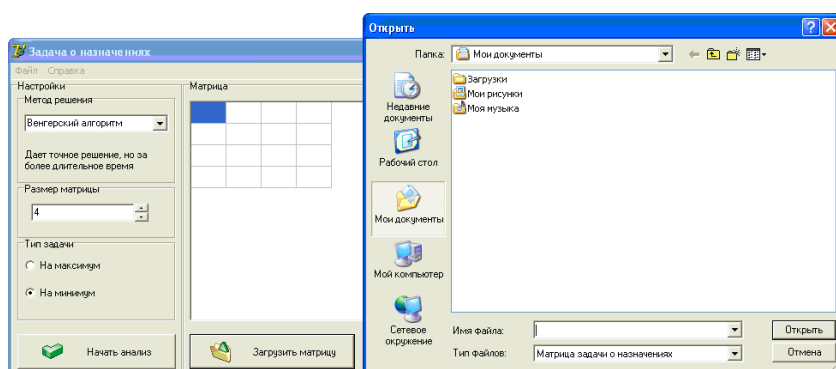 Задача о назначениях
Файл Справка
Настройки
Метод решения
Венгерский алгоритм
Дает точное решение, но за
более длительное время
Размер матрицы
4
Тип задачи
На максимум
На минимум
Начать анализ
Матрица
Загрузить матрицу
Открыть
Папка: Мои документы
Недавние
документы
Рабочий стол
Мои документы
Мой компьютер
Сетевое
окружение
Загрузки
Мои рисунки
Моя музыка
Имя файла:
Открыть
Тип файлов: Матрица задачи о назначениях
Отмена